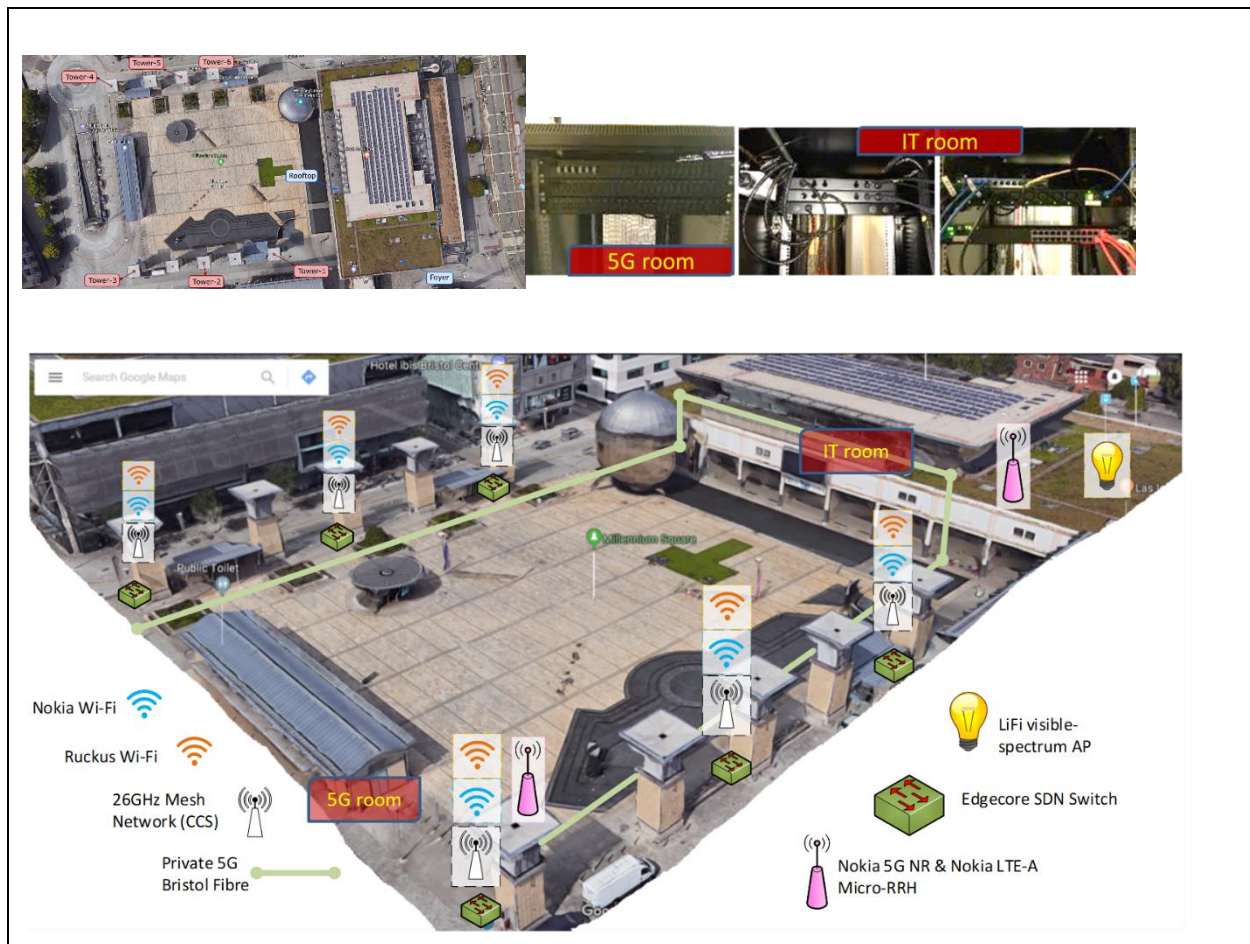 Tower-4
Tower-5
Tower-6
Rooftop
Tower-3
Tower-2
Tower-1
Foyer
5G room
IT room
Search Google Maps
Hotel Ibis Bristol Cent
IT room
Las
Millennium Square
Public Toilet
Nokia Wi-Fi
Ruckus Wi-Fi
26GHz Mesh
Network (CCS)
Private 5G
Bristol Fibre
5G room
LiFi visible-
spectrum AP
Edgecore SDN Switch
Nokia 5G NR & Nokia LTE-A
Micro-RRH
Goo